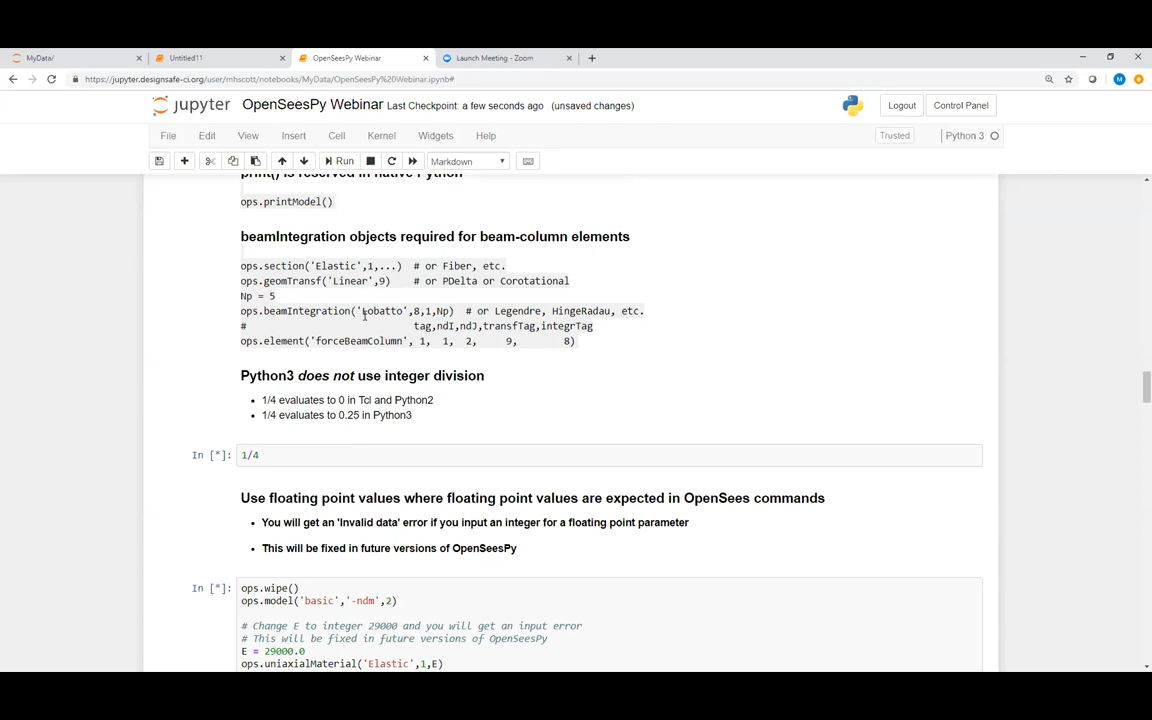 MyData/
Untitled11
OpenSeesPy Webinar
Launch Meeting - Zoom
https://jupyter.designsafe-ci.org/user/mhscott/notebooks/MyData/OpenSeesPy%20Webinar.ipynb#
M
jupyter OpenSeesPy Webinar Last Checkpoint: a few seconds ago (unsaved changes)
Logout Control Panel
File Edit View Insert Cell Kernel Widgets Help
Trusted Python 3
Run Markdown
print() is reserved in native Python
ops.printModel()
beamIntegration objects required for beam-column elements
ops.section('Elastic',1,...) # or Fiber, etc.
ops.geomTransf('Linear',9) # or PDelta or Corotational
Np = 5
ops.beamIntegration('Lobatto',8,1,Np) # or Legendre, HingeRadau, etc.
# tag,ndI,ndJ,transfTag,integrTag
ops.element('forceBeamColumn', 1, 1, 2, 9, 8)
Python3 does not use integer division
• 1/4 evaluates to 0 in Tcl and Python2
• 1/4 evaluates to 0.25 in Python3
In [*]: 1/4
Use floating point values where floating point values are expected in OpenSees commands
• You will get an 'Invalid data' error if you input an integer for a floating point parameter
• This will be fixed in future versions of OpenSeesPy
In [*]: ops.wipe()
ops.model('basic','-ndm',2)
# Change E to integer 29000 and you will get an input error
# This will be fixed in future versions of OpenSeesPy
E = 29000.0
ops.uniaxialMaterial('Elastic',1,E)